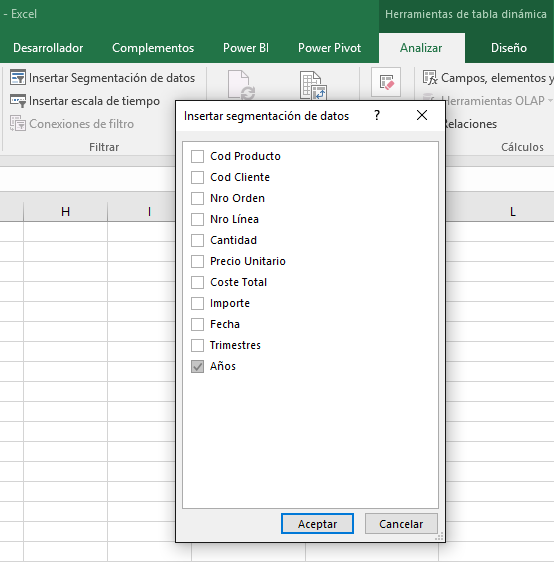 - Excel
Herramientas de tabla dinámica
Desarrollador Complementos Power BI Power Pivot Analizar Diseño
Insertar Segmentación de datos
Insertar escala de tiempo
Conexiones de filtro
Filtrar
Campos, elementos y
Herramientas OLAP
Relaciones
Cálculos
Insertar segmentación de datos ?
Cod Producto
Cod Cliente
Nro Orden
Nro Línea
Cantidad
Precio Unitario
Coste Total
Importe
Fecha
Trimestres
Años
Aceptar Cancelar
H I L